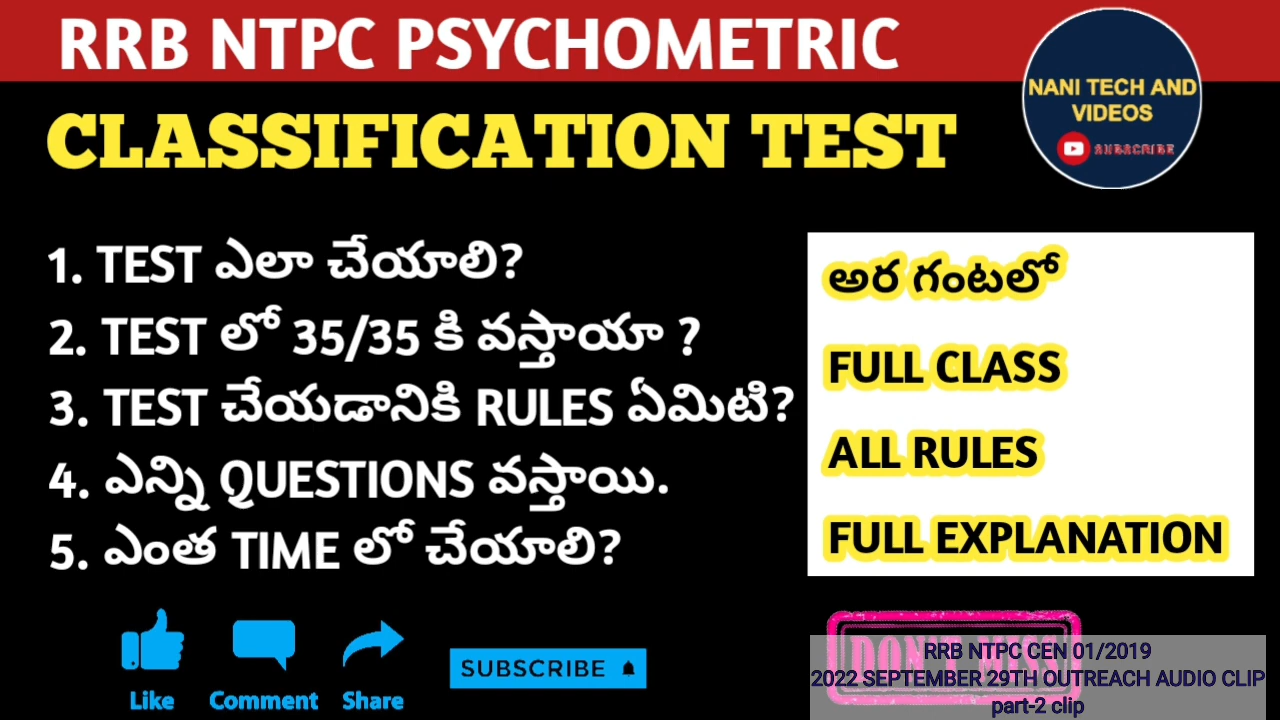 RRB NTPC PSYCHOMETRIC
CLASSIFICATION TEST
NANI TECH AND
VIDEOS
SUBSCRIBE
1. TEST ఎలా చేయాలి?
2. TEST లో 35/35 కి వస్తాయా ?
3. TEST చేయడానికి RULES ఏమిటి?
4. ఎన్ని QUESTIONS వస్తాయి.
5. ఎంత TIME లో చేయాలి?
అర గంటలో
FULL CLASS
ALL RULES
FULL EXPLANATION
Like
Comment
Share
SUBSCRIBE
DON'T MISS
RRB NTPC CEN 01/2019
2022 SEPTEMBER 29TH OUTREACH AUDIO CLIP
part-2 clip